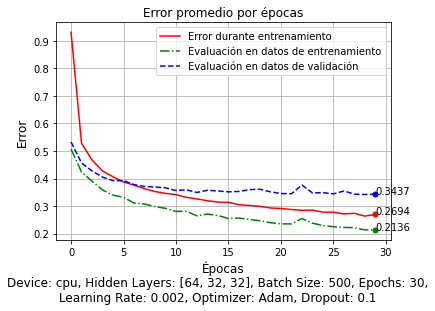 Error promedio por épocas
Error durante entrenamiento
Evaluación en datos de entrenamiento
Evaluación en datos de validación
Error
0.9
0.8
0.7
0.6
0.5
0.4
0.3
0.2
0.3437
0.2694
0.2136
0 5 10 15 20 25 30
Épocas
Device: cpu, Hidden Layers: [64, 32, 32], Batch Size: 500, Epochs: 30,
Learning Rate: 0.002, Optimizer: Adam, Dropout: 0.1